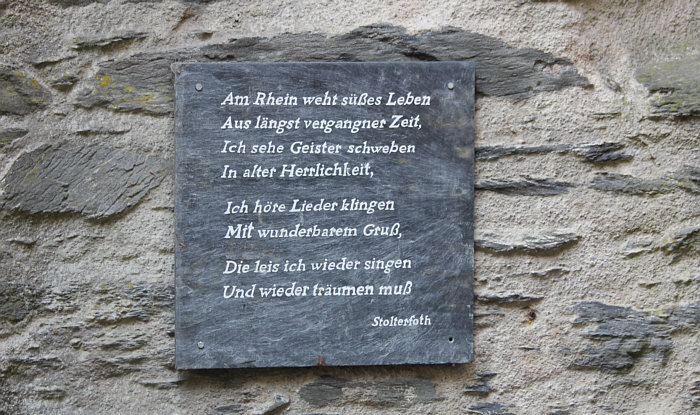 Am Rhein weht süßes Leben
Aus längst vergangner Zeit,
Ich sehe Geister schweben
In alter Herrlichkeit,
Ich höre Lieder klingen
Mit wunderbarem Gruß,
Die leis ich wieder singen
Und wieder träumen muß
Stolterfoth